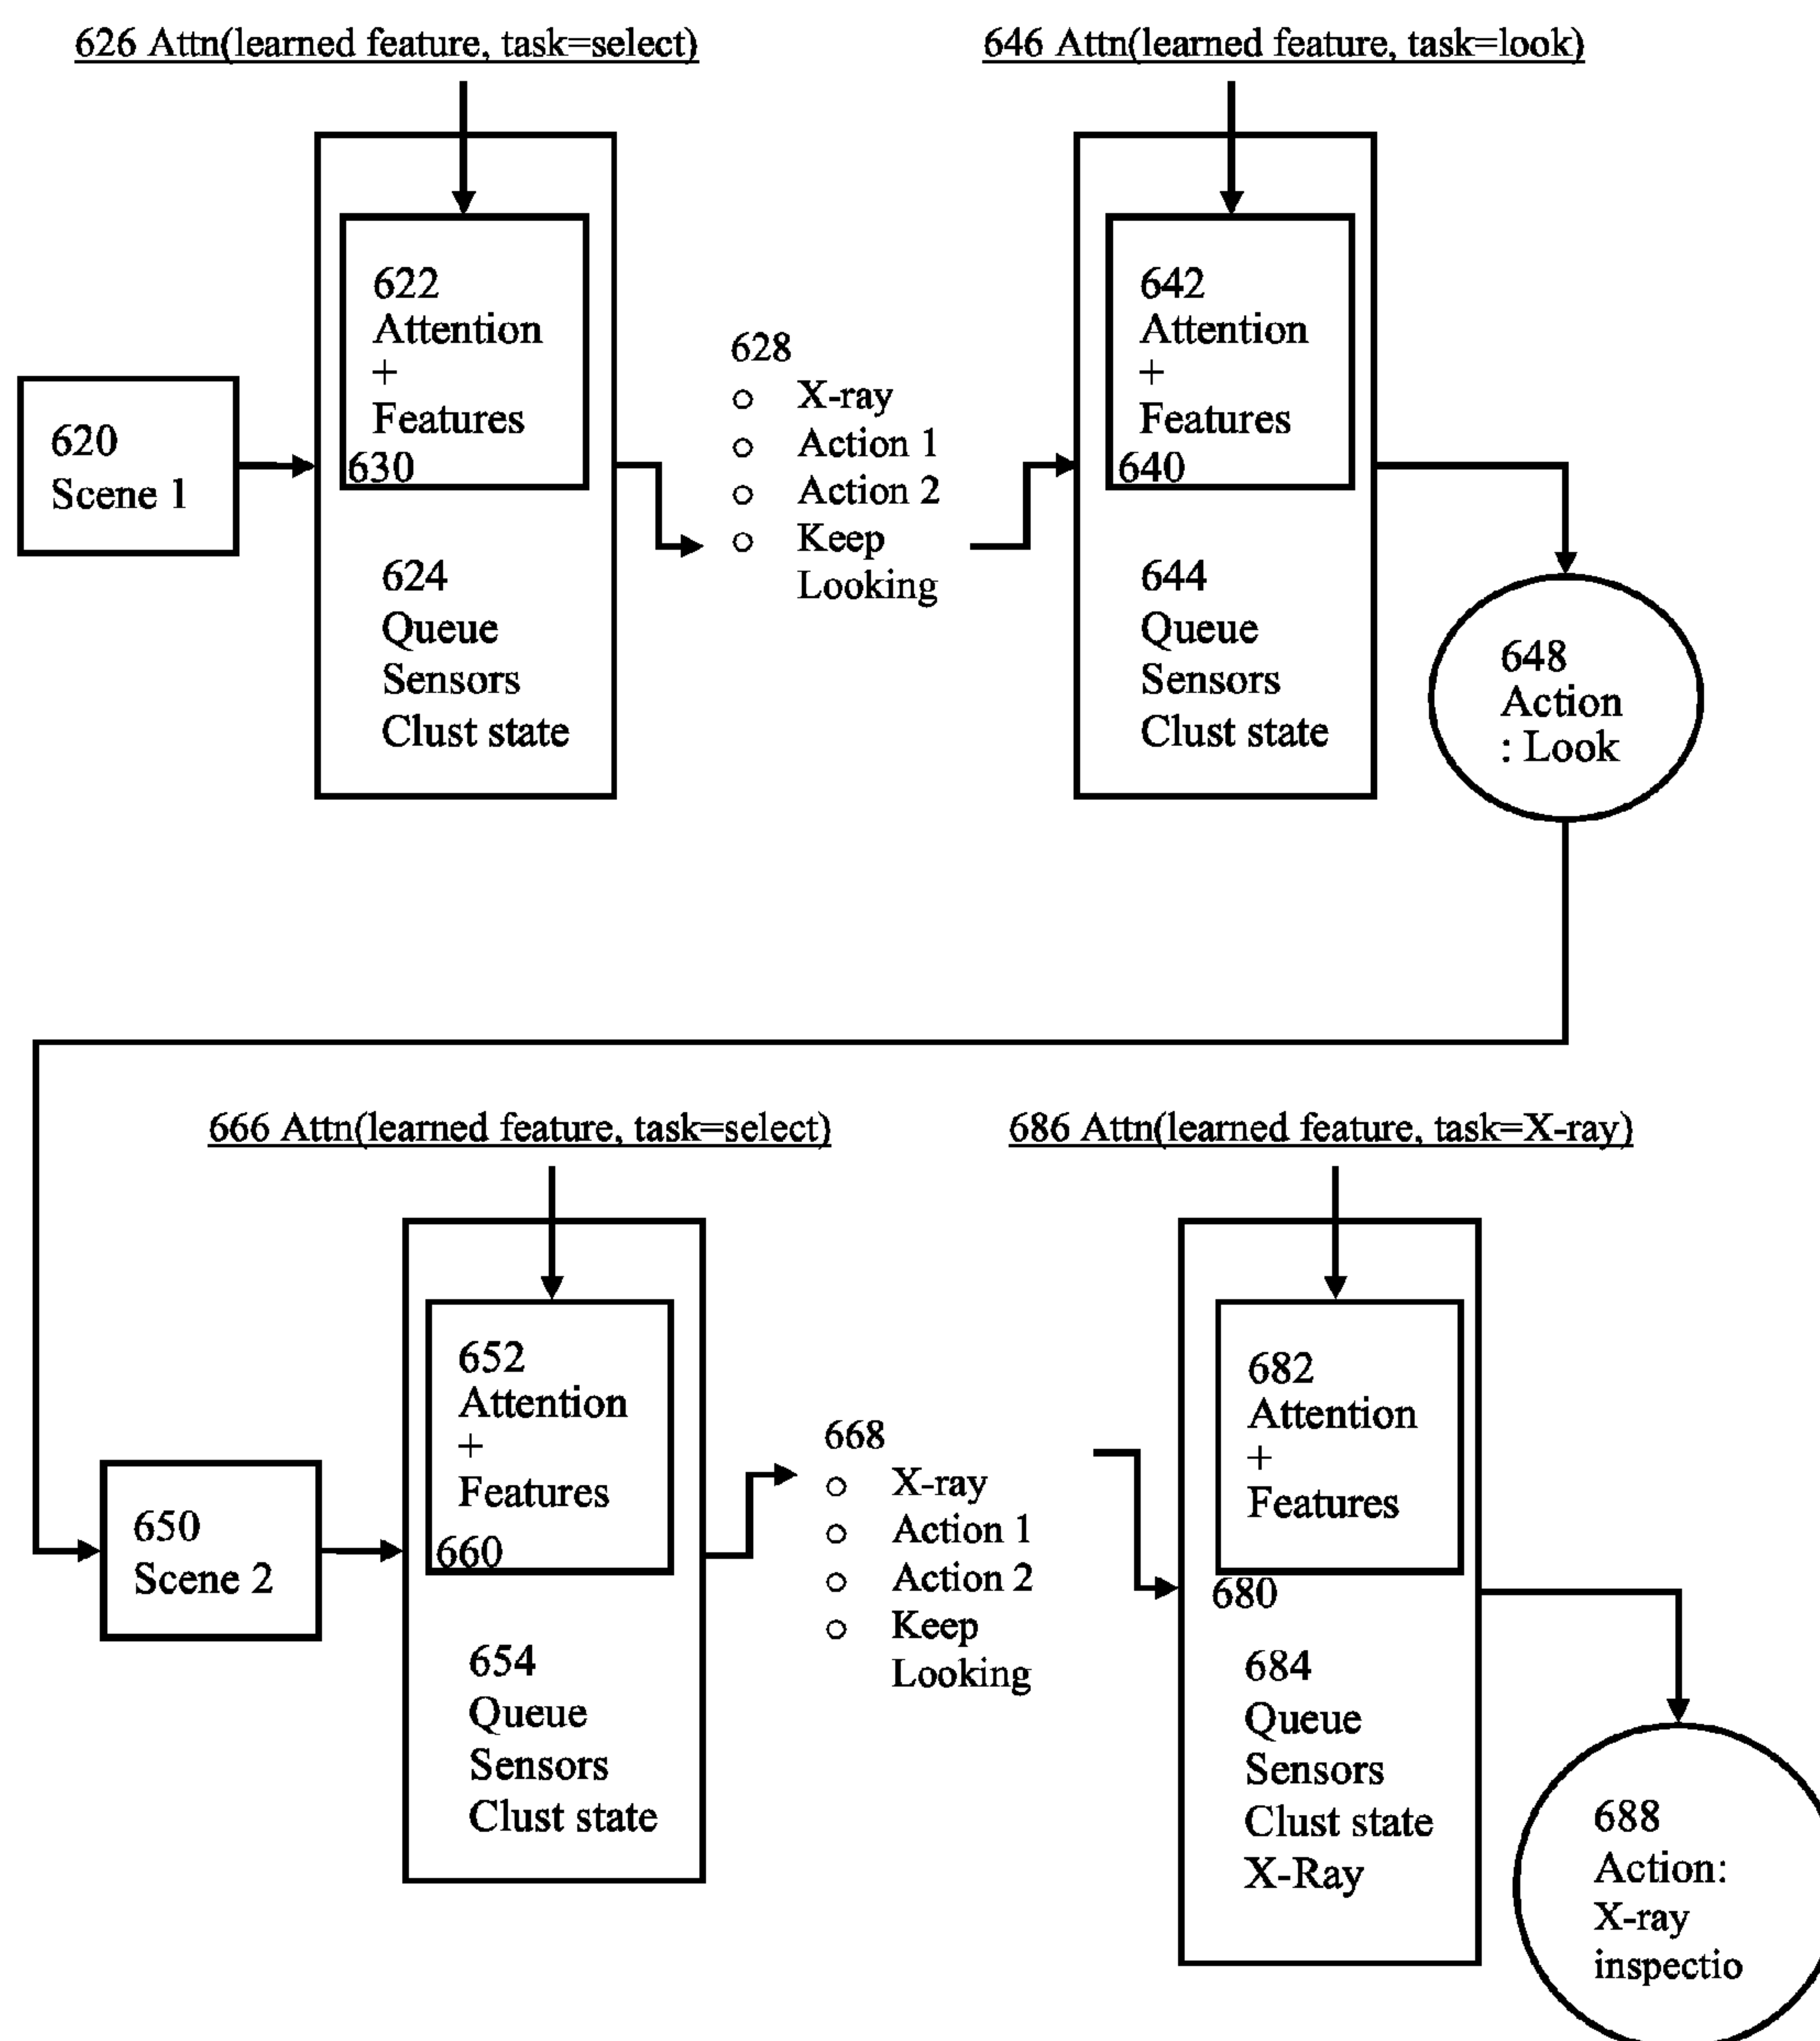 626 Attn(learned feature, task=select)
646 Attn(learned feature, task=look)
620
Scene 1
622
Attention
+
Features
630
624
Queue
Sensors
Clust state
628
○ X-ray
○ Action 1
○ Action 2
○ Keep
Looking
642
Attention
+
Features
640
644
Queue
Sensors
Clust state
648
Action
: Look
666 Attn(learned feature, task=select)
686 Attn(learned feature, task=X-ray)
650
Scene 2
652
Attention
+
Features
660
654
Queue
Sensors
Clust state
668
○ X-ray
○ Action 1
○ Action 2
○ Keep
Looking
682
Attention
+
Features
680
684
Queue
Sensors
Clust state
X-Ray
688
Action:
X-ray
inspectio